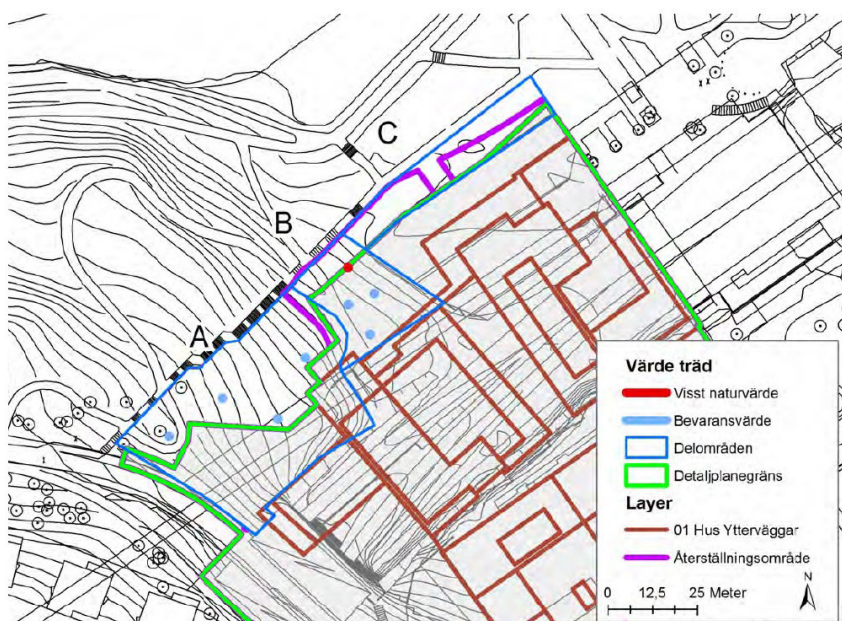 C
B
A
Värde träd
Visst naturvärde
Bevaransvärde
Delområden
Detaljplanegräns
Layer
01 Hus Ytterväggar
Återställningsområde
N
0 12,5 25 Meter